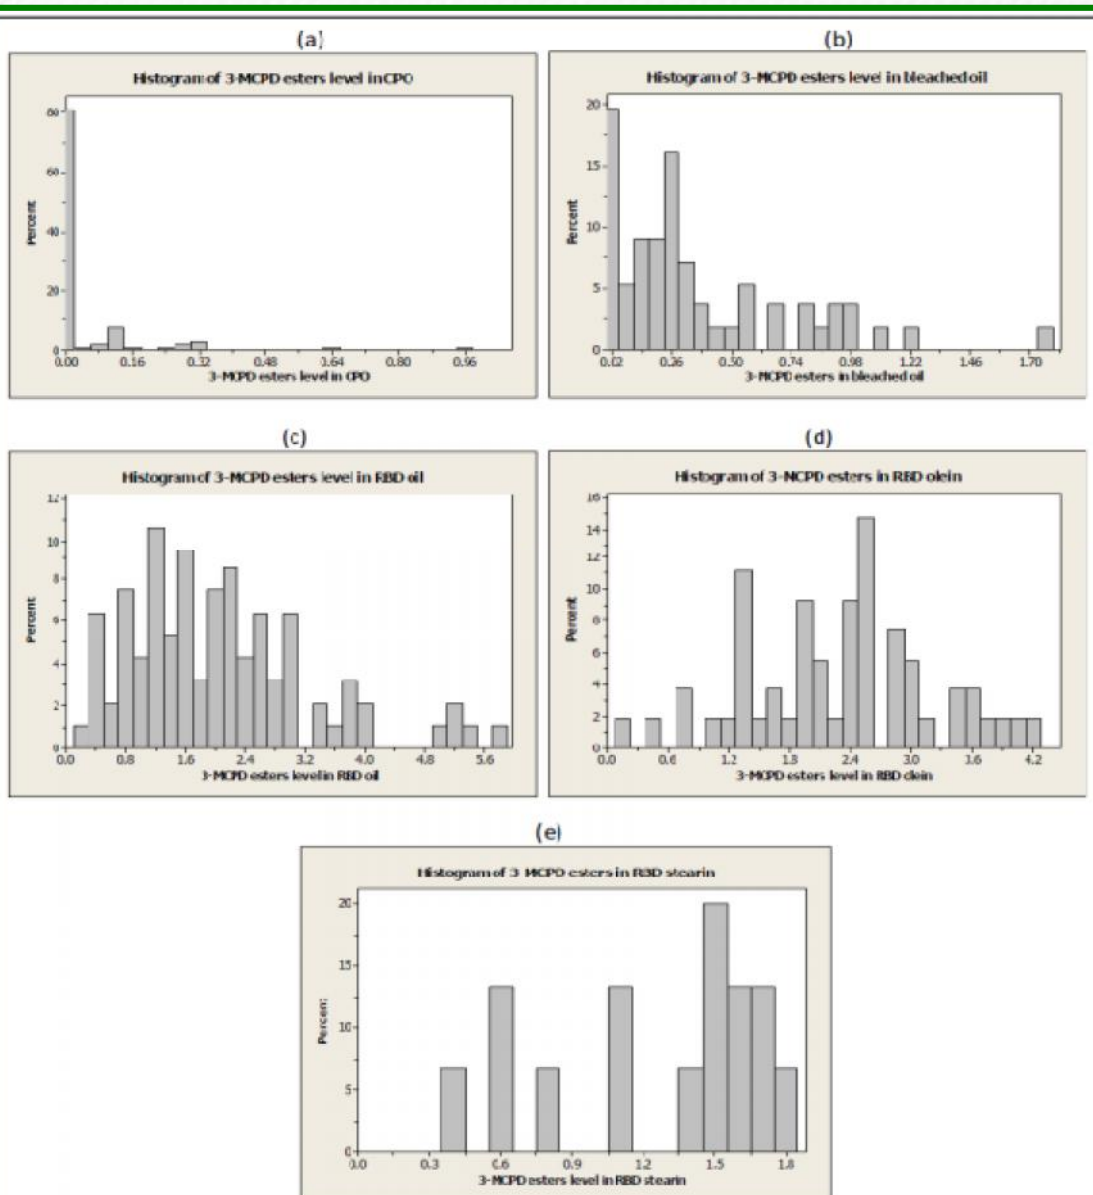 (a)
Histogram of 3-MCPD esters level in CPO
Percent
80
60
40
20
0
0.00 0.16 0.32 0.48 0.64 0.80 0.96
3-MCPD esters level in CPO
(b)
Histogram of 3-MCPD esters level in bleached oil
Percent
20
15
10
5
0
0.02 0.26 0.50 0.74 0.98 1.22 1.46 1.70
3-MCPD esters in bleached oil
(c)
Histogram of 3-MCPD esters level in RBD oil
Percent
12
10
8
6
4
2
0
0.0 0.8 1.6 2.4 3.2 4.0 4.8 5.6
3-MCPD esters level in RBD oil
(d)
Histogram of 3-MCPD esters in RBD olein
Percent
16
14
12
10
8
6
4
2
0
0.0 0.6 1.2 1.8 2.4 3.0 3.6 4.2
3-MCPD esters level in RBD olein
(e)
Histogram of 3-MCPD esters in RBD stearin
Percent
20
15
10
5
0
0.0 0.3 0.6 0.9 1.2 1.5 1.8
3-MCPD esters level in RBD stearin